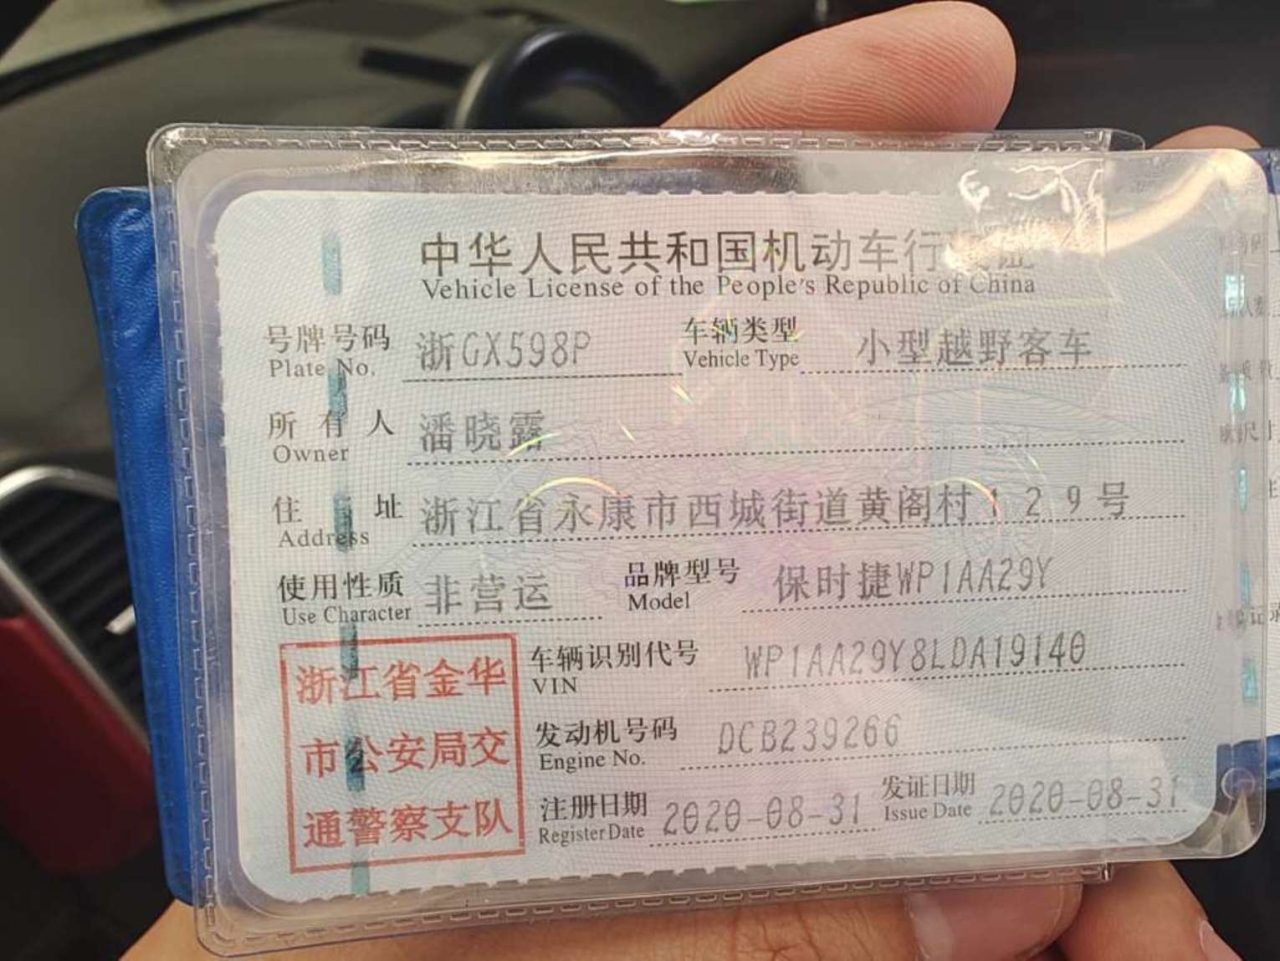 中华人民共和国机动车行
Vehicle License of the People's Republic of China
号牌号码 浙GX598P 车辆类型 小型越野客车
Plate No. Vehicle Type
所有人 潘晓露
Owner
住址 浙江省永康市西城街道黄阁村129号
Address
使用性质 非营运 品牌型号 保时捷WP1AA29Y
Use Character Model
浙江省金华
市公安局交
通警察支队
车辆识别代号 WP1AA29Y8LDA19140
VIN
发动机号码 DCB239266
Engine No.
注册日期 2020-08-31 发证日期 2020-08-31
Register Date Issue Date